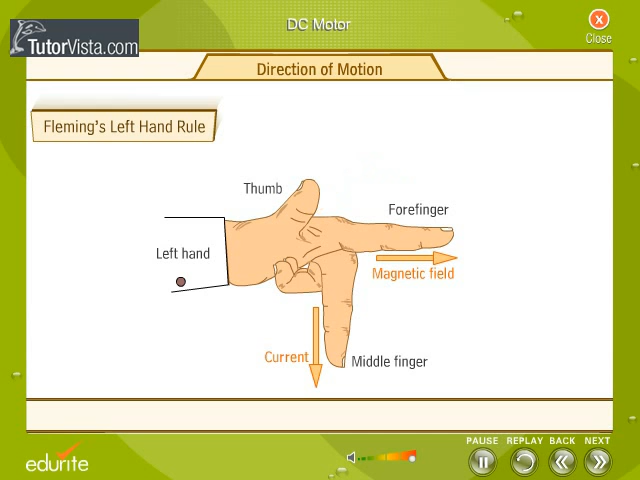 DC Motor
Close
TutorVista.com
Direction of Motion
Fleming's Left Hand Rule
Thumb
Forefinger
Left hand
Magnetic field
Current
Middle finger
PAUSE REPLAY BACK NEXT
edurite